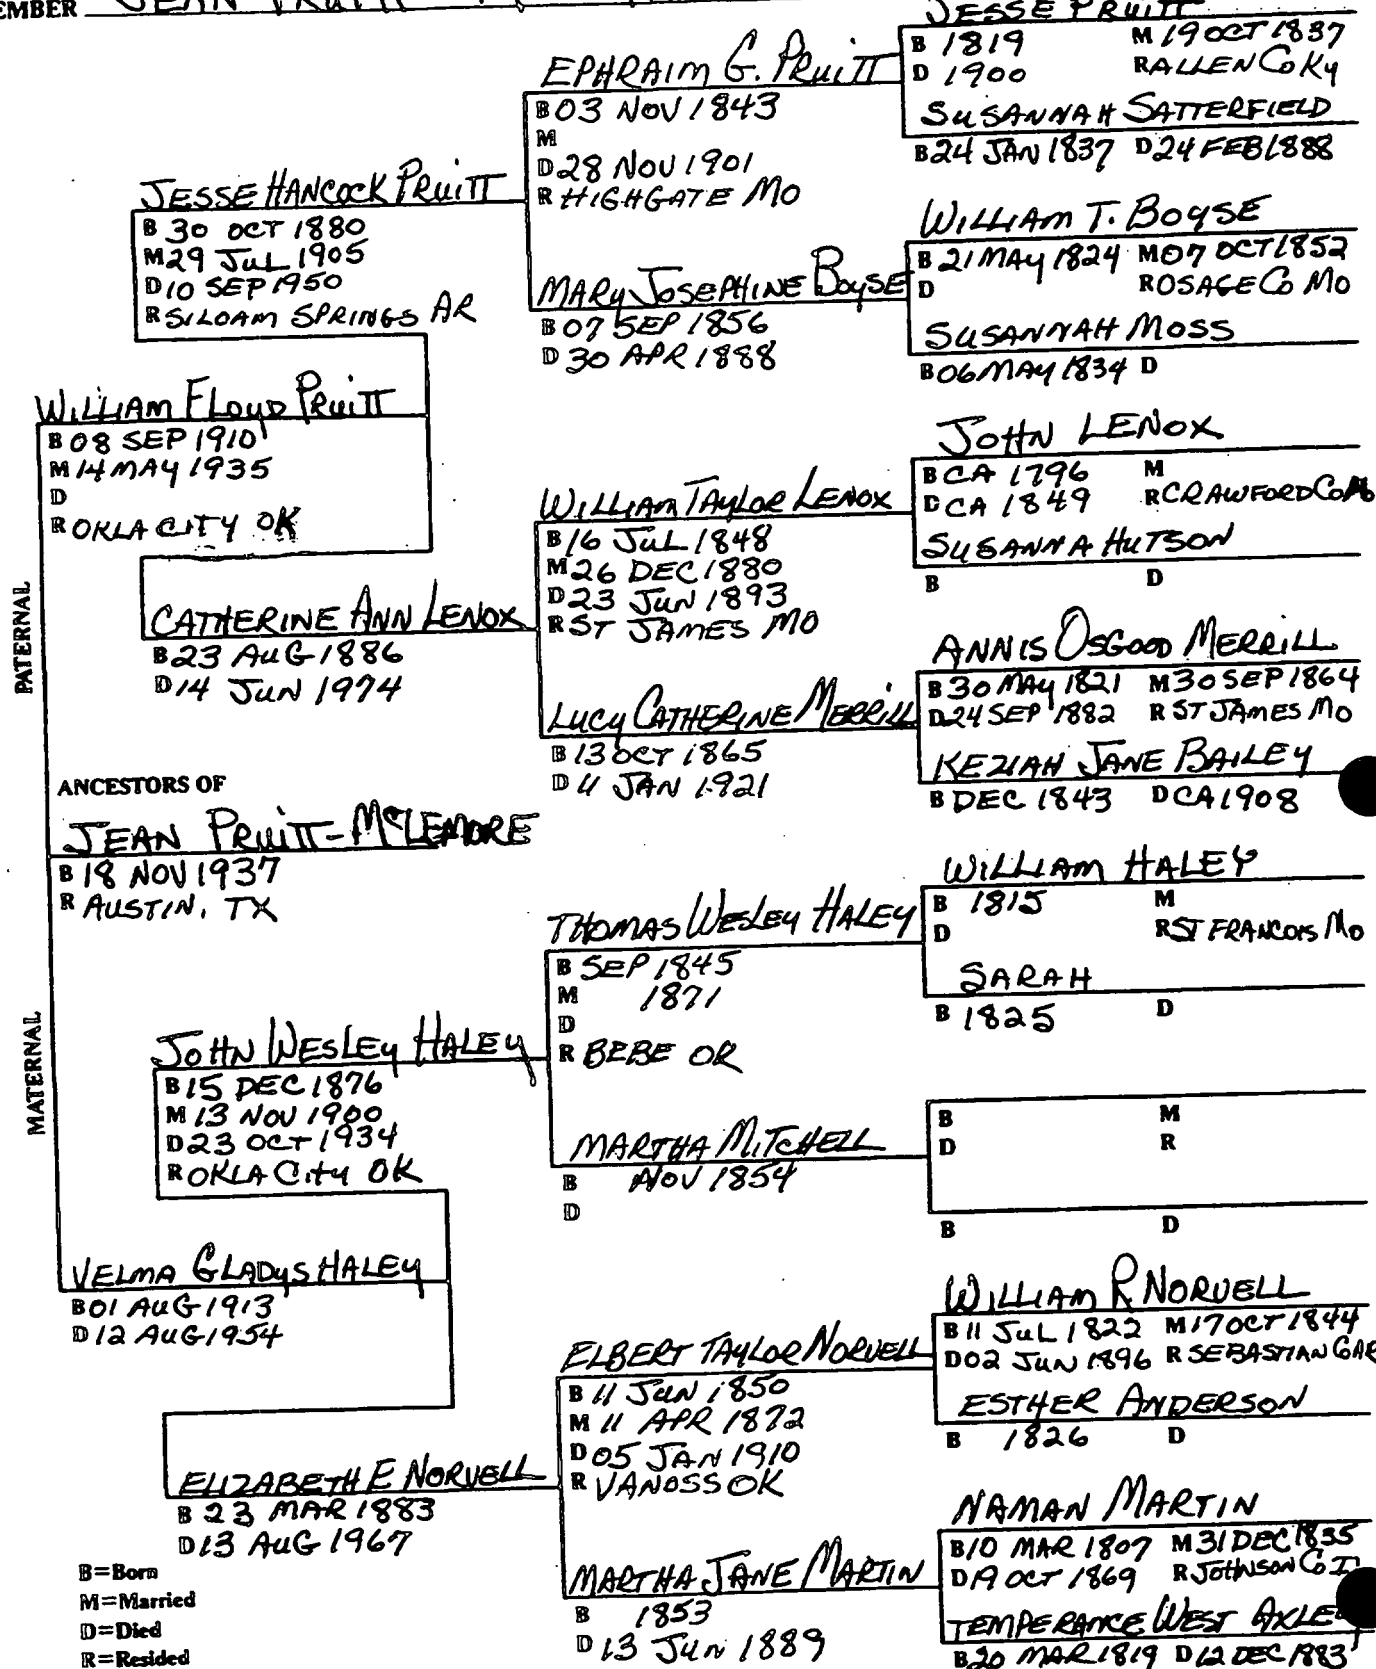 EMBER JEAN PRUITT
JESSE PRUITT
B 1819 M 19 OCT 1837
D 1900 R ALLEN CO KY
SUSANNAH SATTERFIELD
B 24 JAN 1837 D 24 FEB 1888
EPHRAIM G. PRUITT
B 03 NOV 1843
M
D 28 NOV 1901
R HIGHGATE MO
JESSE HANCOCK PRUITT
B 30 OCT 1880
M 29 JUL 1905
D 10 SEP 1950
R SILOAM SPRINGS AR
WILLIAM T. BOYSE
B 21 MAY 1824 M 07 OCT 1852
D R OSAGE CO MO
SUSANNAH MOSS
B 06 MAY 1834 D
MARY JOSEPHINE BOYSE
B 07 SEP 1856
D 30 APR 1888
WILLIAM FLOYD PRUITT
B 08 SEP 1910
M 14 MAY 1935
D
R OKLA CITY OK
JOHN LENOX
B CA 1796 M
D CA 1849 R CRAWFORD CO
SUSANNA HUTSON
B D
WILLIAM TAYLOR LENOX
B 16 JUL 1848
M 26 DEC 1880
D 23 JUN 1893
R ST JAMES MO
CATHERINE ANN LENOX
B 23 AUG 1886
D 14 JUN 1974
PATERNAL
ANNIS OSGOOD MERRILL
B 30 MAY 1821 M 30 SEP 1864
D 24 SEP 1882 R ST JAMES MO
KEZIAH JANE BAILEY
B DEC 1843 D CA 1908
LUCY CATHERINE MERRILL
B 13 OCT 1865
D 11 JAN 1921
ANCESTORS OF
JEAN PRUITT-McLEMORE
B 18 NOV 1937
R AUSTIN, TX
WILLIAM HALEY
B 1815 M
D R ST FRANCOIS MO
SARAH
B 1825 D
THOMAS WESLEY HALEY
B SEP 1845
M 1871
D
R BEBE OR
MATERNAL
JOHN WESLEY HALEY
B 15 DEC 1876
M 13 NOV 1900
D 23 OCT 1934
R OKLA CITY OK
B M
D R
B D
MARTHA MITCHELL
B NOV 1854
D
VELMA GLADYS HALEY
B 01 AUG 1913
D 12 AUG 1954
WILLIAM R NORVELL
B 11 JUL 1822 M 17 OCT 1844
D 02 JUN 1896 R SEBASTIAN CO AR
ESTHER ANDERSON
B 1826 D
ELBERT TAYLOR NORVELL
B 11 JUN 1850
M 11 APR 1872
D 05 JAN 1910
R VANOSS OK
ELIZABETH E NORVELL
B 23 MAR 1883
D 13 AUG 1967
NAMAN MARTIN
B 10 MAR 1807 M 31 DEC 1835
D 19 OCT 1869 R JOHNSON CO
TEMPERANCE WEST AXLE
B 20 MAR 1819 D 12 DEC 1883
MARTHA JANE MARTIN
B 1853
D 13 JUN 1889
B=Born
M=Married
D=Died
R=Resided